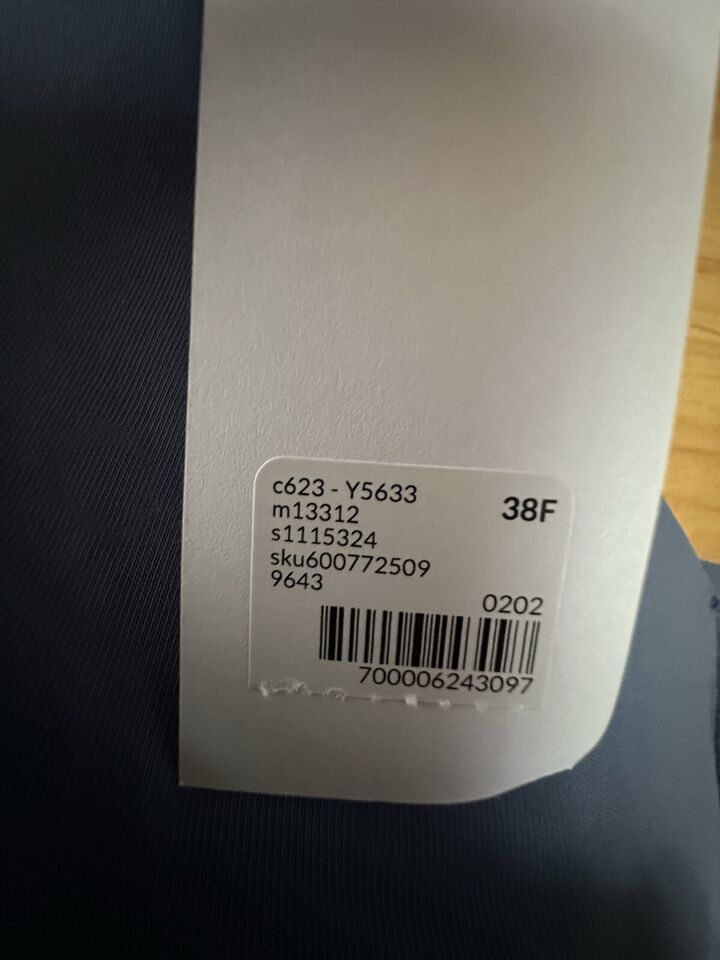 c623 - Y5633
m13312
38F
s1115324
sku600772509
9643
0202
700006243097